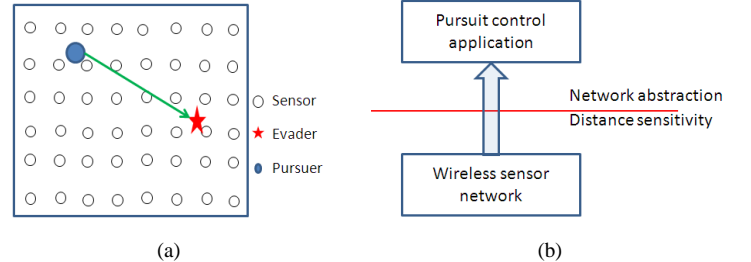 Sensor
Evader
Pursuer
(a)
Pursuit control
application
Network abstraction
Distance sensitivity
Wireless sensor
network
(b)